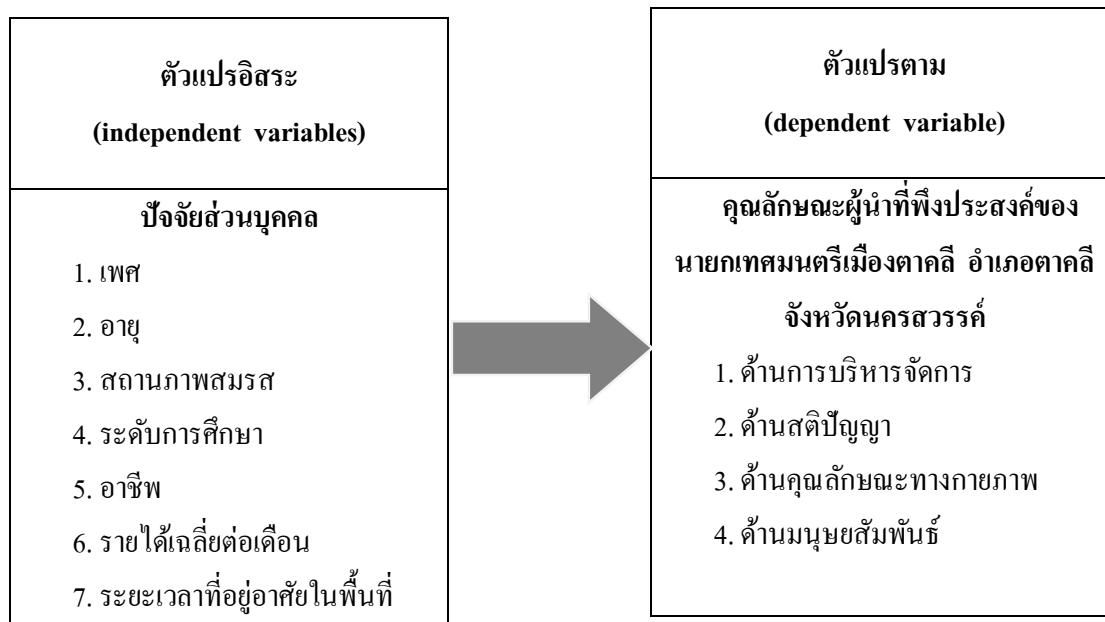 ตัวแปรอิสระ
(independent variables)
ปัจจัยส่วนบุคคล
1. เพศ
2. อายุ
3. สถานภาพสมรส
4. ระดับการศึกษา
5. อาชีพ
6. รายได้เฉลี่ยต่อเดือน
7. ระยะเวลาที่อยู่อาศัยในพื้นที่
ตัวแปรตาม
(dependent variable)
คุณลักษณะผู้นำที่พึงประสงค์ของ
นายกเทศมนตรีเมืองตาคลี อำเภอตาคลี
จังหวัดนครสวรรค์
1. ด้านการบริหารจัดการ
2. ด้านสติปัญญา
3. ด้านคุณลักษณะทางกายภาพ
4. ด้านมนุษยสัมพันธ์